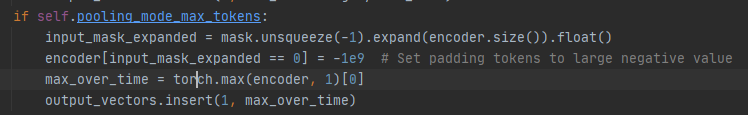 if self.pooling_mode_max_tokens:
input_mask_expanded = mask.unsqueeze(-1).expand(encoder.size()).float()
encoder[input_mask_expanded == 0] = -1e9  # Set padding tokens to large negative value
max_over_time = torch.max(encoder, 1)[0]
output_vectors.insert(1, max_over_time)